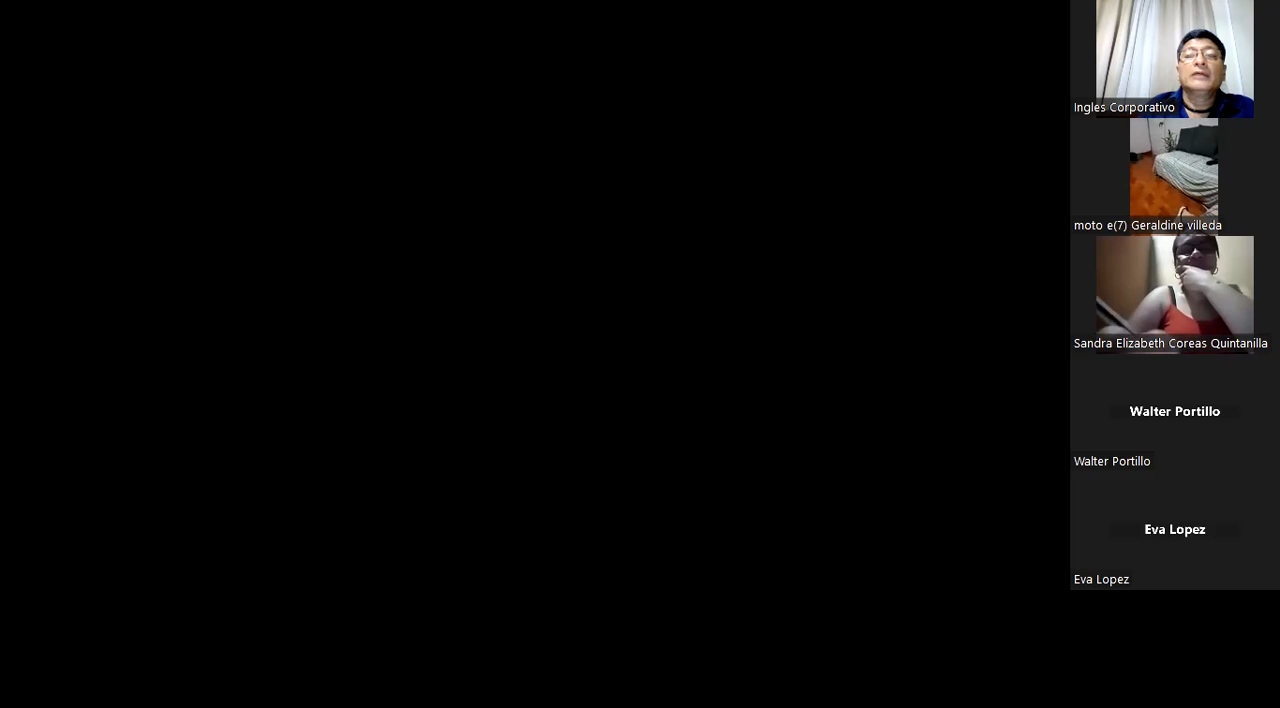 Ingles Corporativo
moto e(7) Geraldine villeda
Sandra Elizabeth Coreas Quintanilla
Walter Portillo
Walter Portillo
Eva Lopez
Eva Lopez